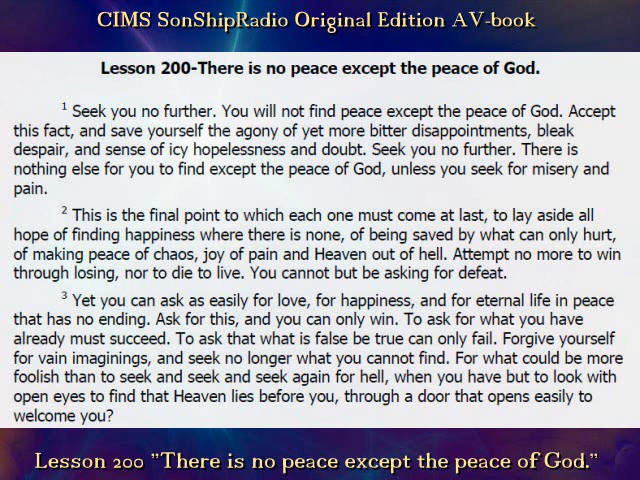 CIMS SonShipRadio Original Edition AV-book
Lesson 200-There is no peace except the peace of God.
1 Seek you no further. You will not find peace except the peace of God. Accept
this fact, and save yourself the agony of yet more bitter disappointments, bleak
despair, and sense of icy hopelessness and doubt. Seek you no further. There is
nothing else for you to find except the peace of God, unless you seek for misery and
pain.
2 This is the final point to which each one must come at last, to lay aside all
hope of finding happiness where there is none, of being saved by what can only hurt,
of making peace of chaos, joy of pain and Heaven out of hell. Attempt no more to win
through losing, nor to die to live. You cannot but be asking for defeat.
3 Yet you can ask as easily for love, for happiness, and for eternal life in peace
that has no ending. Ask for this, and you can only win. To ask for what you have
already must succeed. To ask that what is false be true can only fail. Forgive yourself
for vain imaginings, and seek no longer what you cannot find. For what could be more
foolish than to seek and seek and seek again for hell, when you have but to look with
open eyes to find that Heaven lies before you, through a door that opens easily to
welcome you?
Lesson 200 "There is no peace except the peace of God."